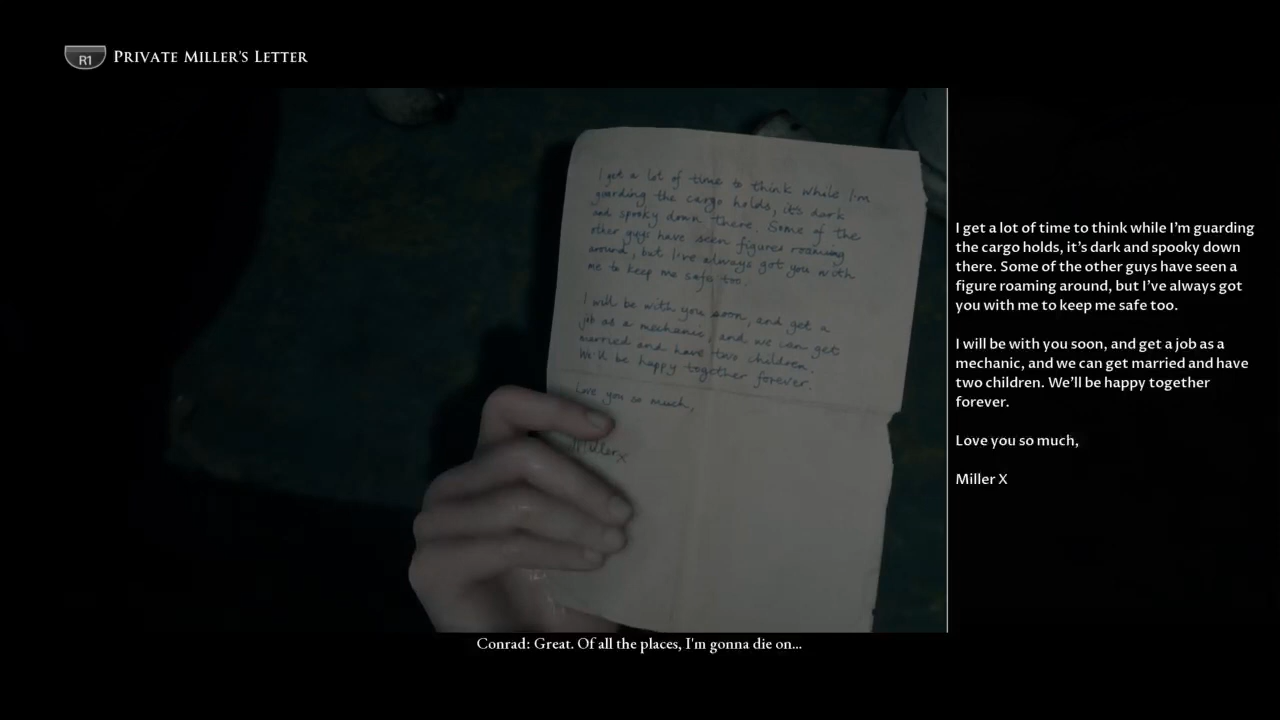 R1 PRIVATE MILLER'S LETTER
I get a lot of time to think while I'm
guarding the cargo holds, it's dark
and spooky down there. Some of the
other guys have seen figures roaming
around, but I've always got you with
me to keep me safe too.
I will be with you soon, and get a
job as a mechanic, and we can get
married and have two children.
We'll be happy together forever.
Love you so much,
Miller x
I get a lot of time to think while I'm guarding
the cargo holds, it's dark and spooky down
there. Some of the other guys have seen a
figure roaming around, but I've always got
you with me to keep me safe too.
I will be with you soon, and get a job as a
mechanic, and we can get married and have
two children. We'll be happy together
forever.
Love you so much,
Miller X
Conrad: Great. Of all the places, I'm gonna die on...